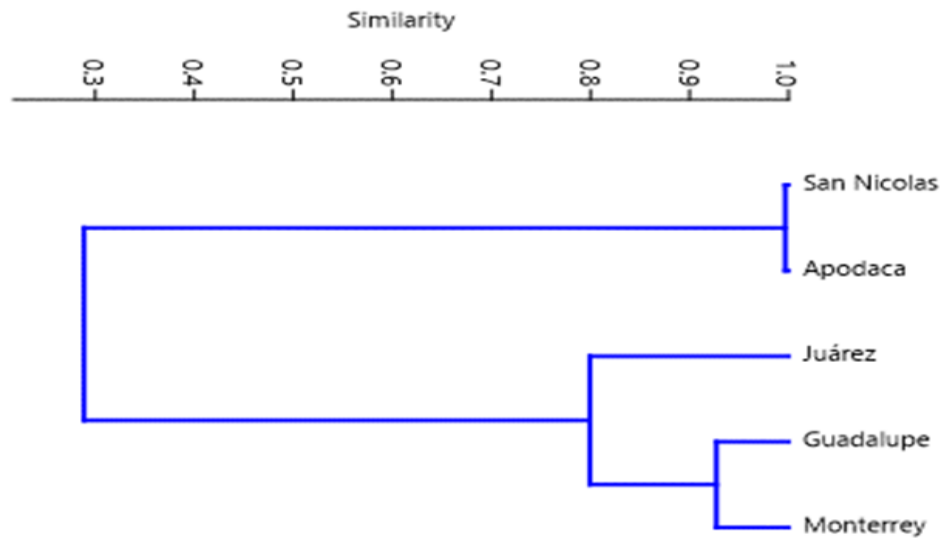 Similarity
0.3 0.4 0.5 0.6 0.7 0.8 0.9 1.0
San Nicolas
Apodaca
Juárez
Guadalupe
Monterrey